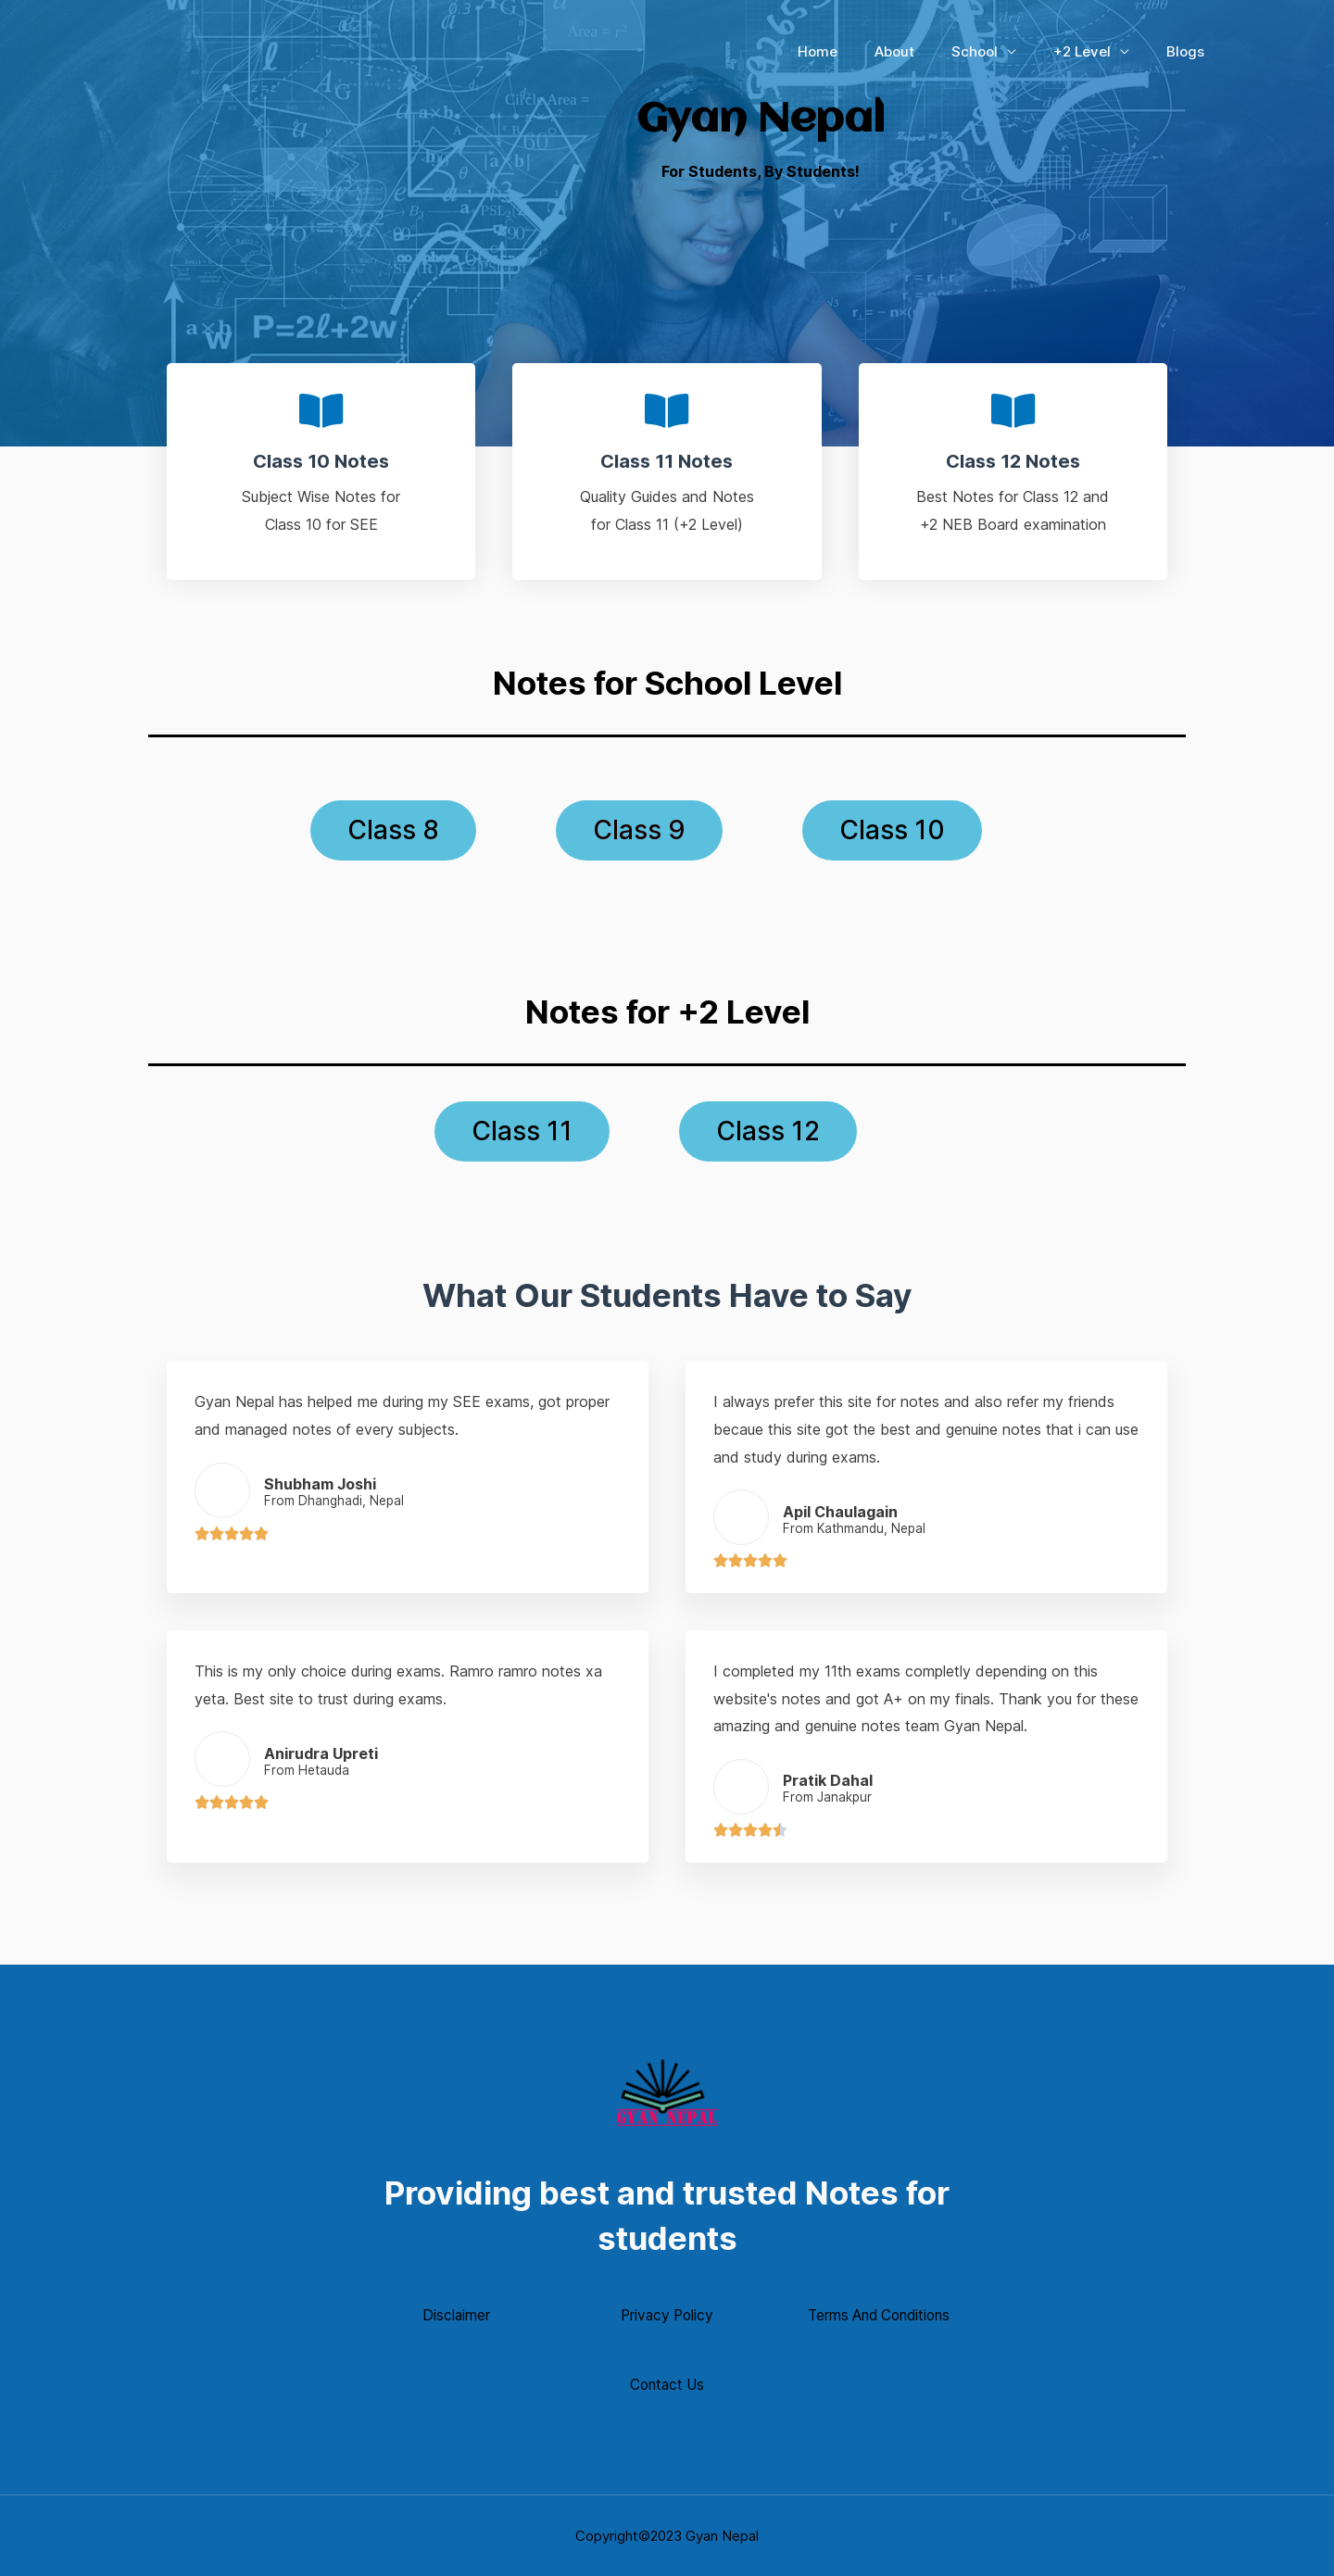 Home
About
School
+2 Level
Blogs
Area = r²
Circle Area =
Gyan Nepal
For Students, By Students!
P=2ℓ+2w
a×b
W
Class 10 Notes
Subject Wise Notes for
Class 10 for SEE
Class 11 Notes
Quality Guides and Notes
for Class 11 (+2 Level)
Class 12 Notes
Best Notes for Class 12 and
+2 NEB Board examination
Notes for School Level
Class 8
Class 9
Class 10
Notes for +2 Level
Class 11
Class 12
What Our Students Have to Say
Gyan Nepal has helped me during my SEE exams, got proper
and managed notes of every subjects.
Shubham Joshi
From Dhanghadi, Nepal
I always prefer this site for notes and also refer my friends
becaue this site got the best and genuine notes that i can use
and study during exams.
Apil Chaulagain
From Kathmandu, Nepal
This is my only choice during exams. Ramro ramro notes xa
yeta. Best site to trust during exams.
Anirudra Upreti
From Hetauda
I completed my 11th exams completly depending on this
website's notes and got A+ on my finals. Thank you for these
amazing and genuine notes team Gyan Nepal.
Pratik Dahal
From Janakpur
GYAN NEPAL
Providing best and trusted Notes for
students
Disclaimer
Privacy Policy
Terms And Conditions
Contact Us
Copyright©2023 Gyan Nepal